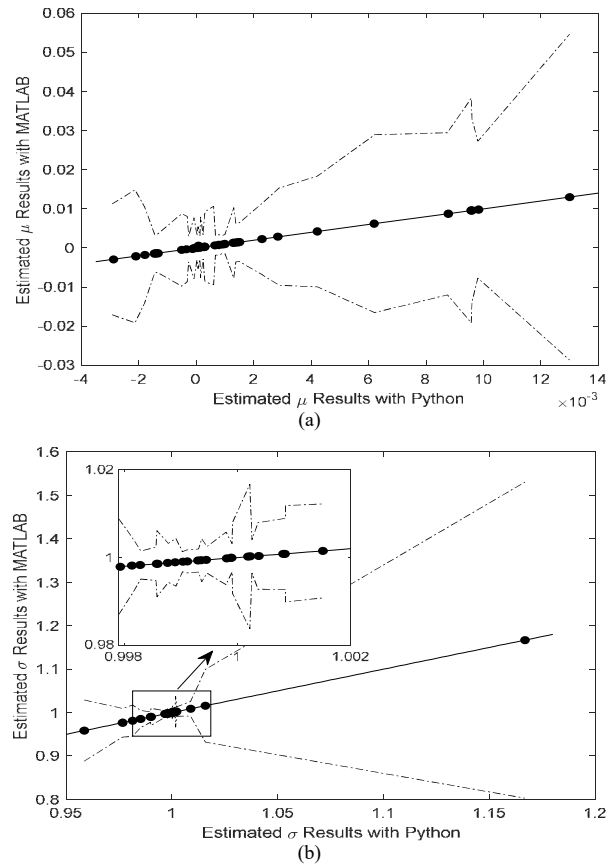 0.06
0.05
0.04
0.03
0.02
0.01
0
-0.01
-0.02
-0.03
Estimated μ Results with MATLAB
-4 -2 0 2 4 6 8 10 12 14
Estimated μ Results with Python ×10⁻³
(a)
1.6
1.5
1.4
1.3
1.2
1.1
1
0.9
0.8
Estimated σ Results with MATLAB
1.02
1
0.98
0.998 1 1.002
0.95 1 1.05 1.1 1.15 1.2
Estimated σ Results with Python
(b)